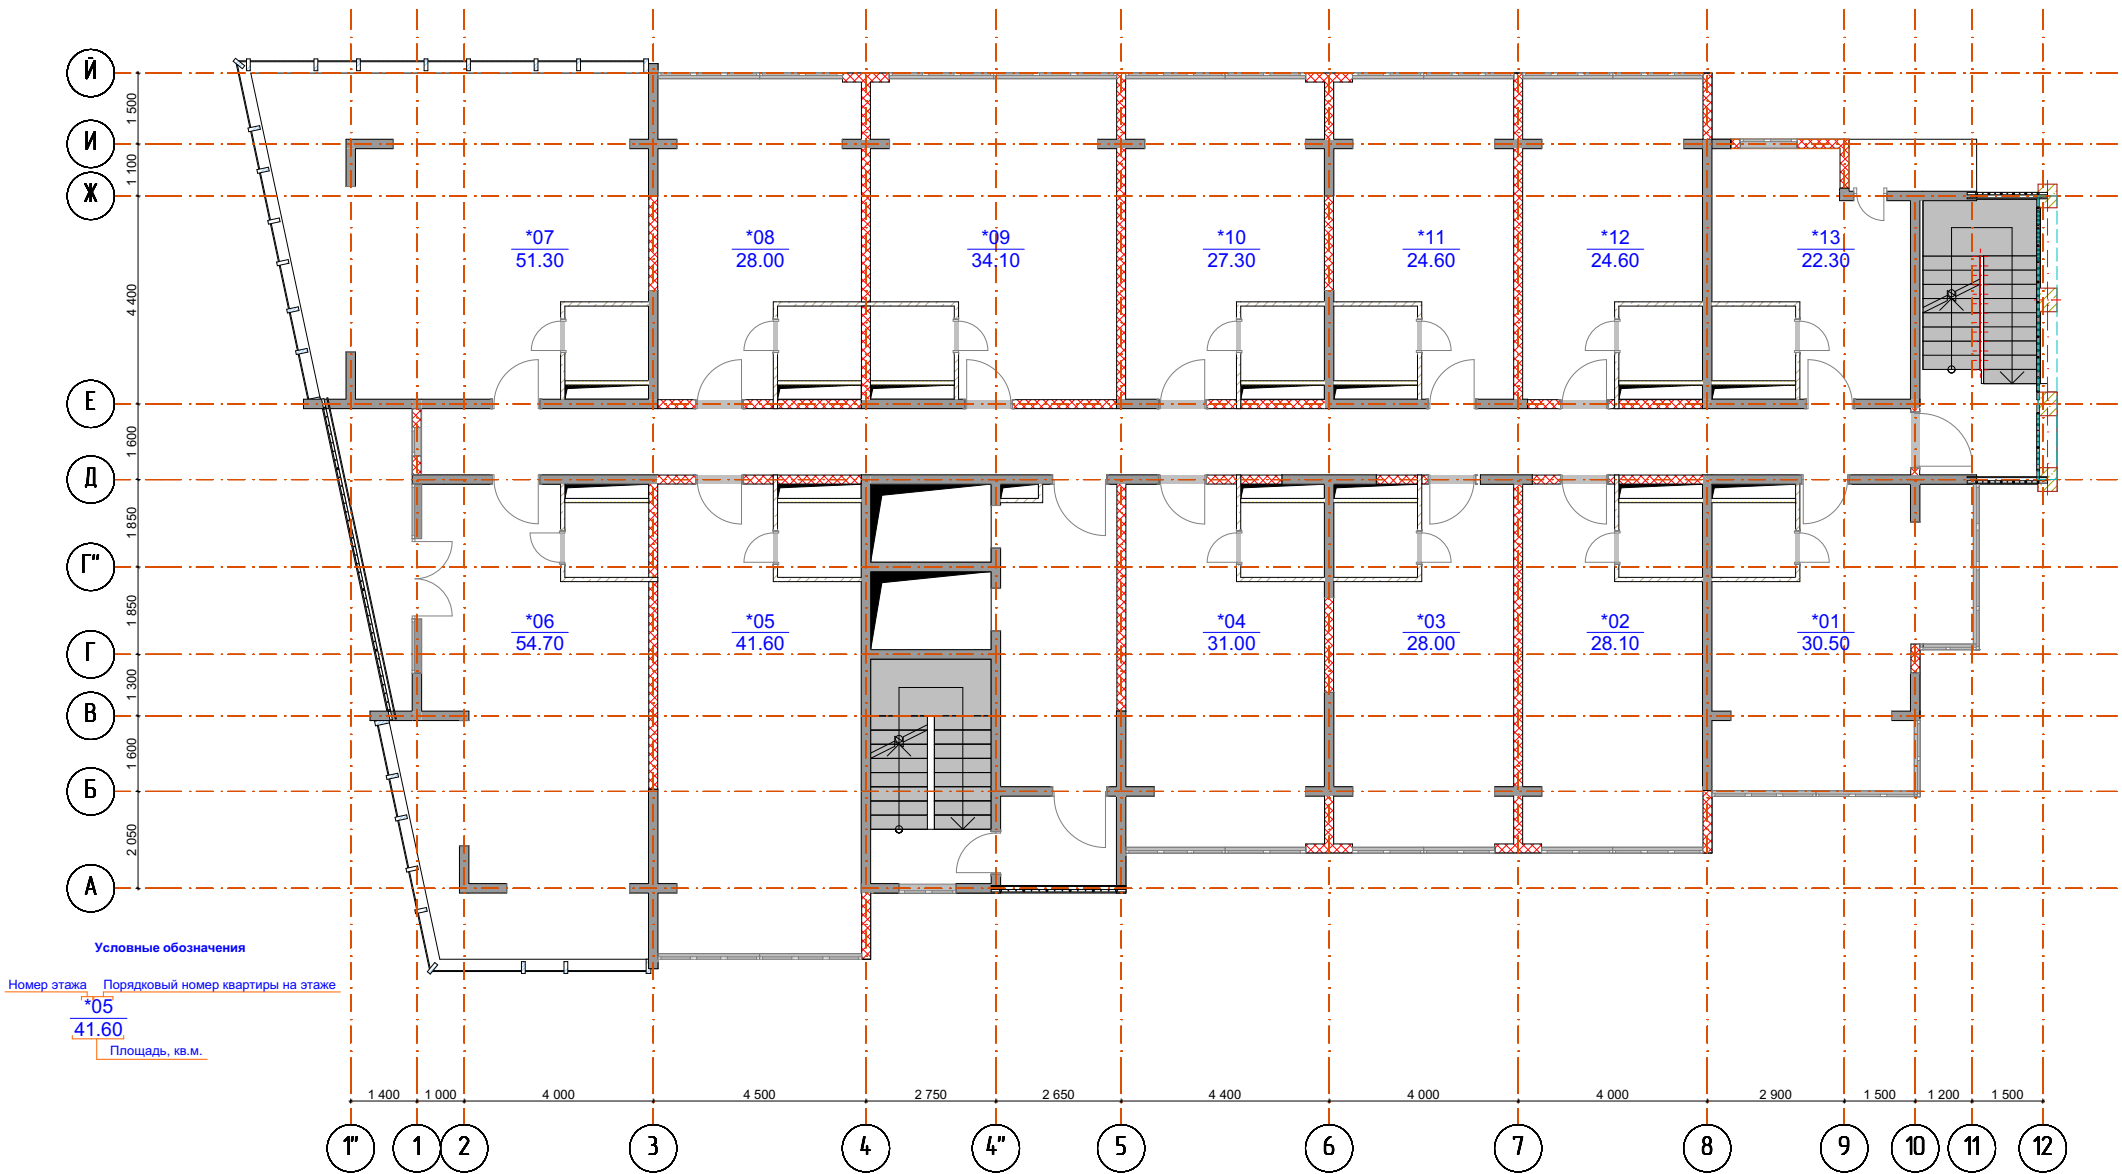 Й
И
Ж
Е
Д
Г"
Г
В
Б
А
1 500
1 100
4 400
1 600
1 850
1 850
1 300
1 600
2 050
*07
51.30
*08
28.00
*09
34.10
*10
27.30
*11
24.60
*12
24.60
*13
22.30
*06
54.70
*05
41.60
*04
31.00
*03
28.00
*02
28.10
*01
30.50
Условные обозначения
Номер этажа Порядковый номер квартиры на этаже
*05
41.60
Площадь, кв.м.
1 400 1 000 4 000 4 500 2 750 2 650 4 400 4 000 4 000 2 900 1 500 1 200 1 500
1" 1 2 3 4 4" 5 6 7 8 9 10 11 12